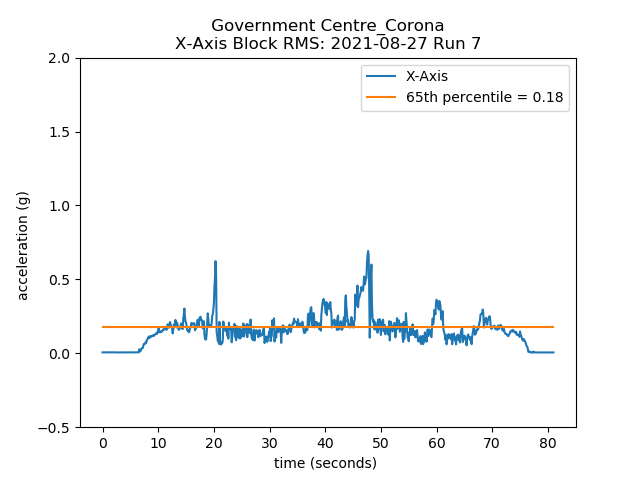 Government Centre_Corona
X-Axis Block RMS: 2021-08-27 Run 7
X-Axis
65th percentile = 0.18
acceleration (g)
2.0
1.5
1.0
0.5
0.0
−0.5
0 10 20 30 40 50 60 70 80
time (seconds)